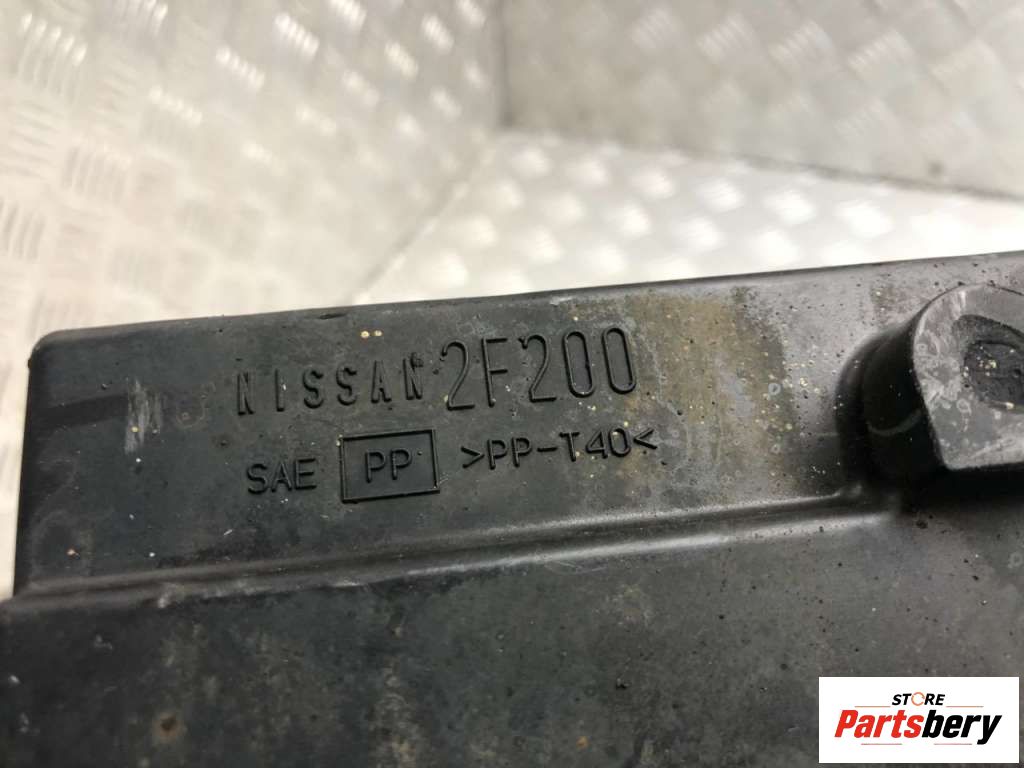 NISSAN 2F200
SAE PP >PP-T40<
STORE
Partsbery